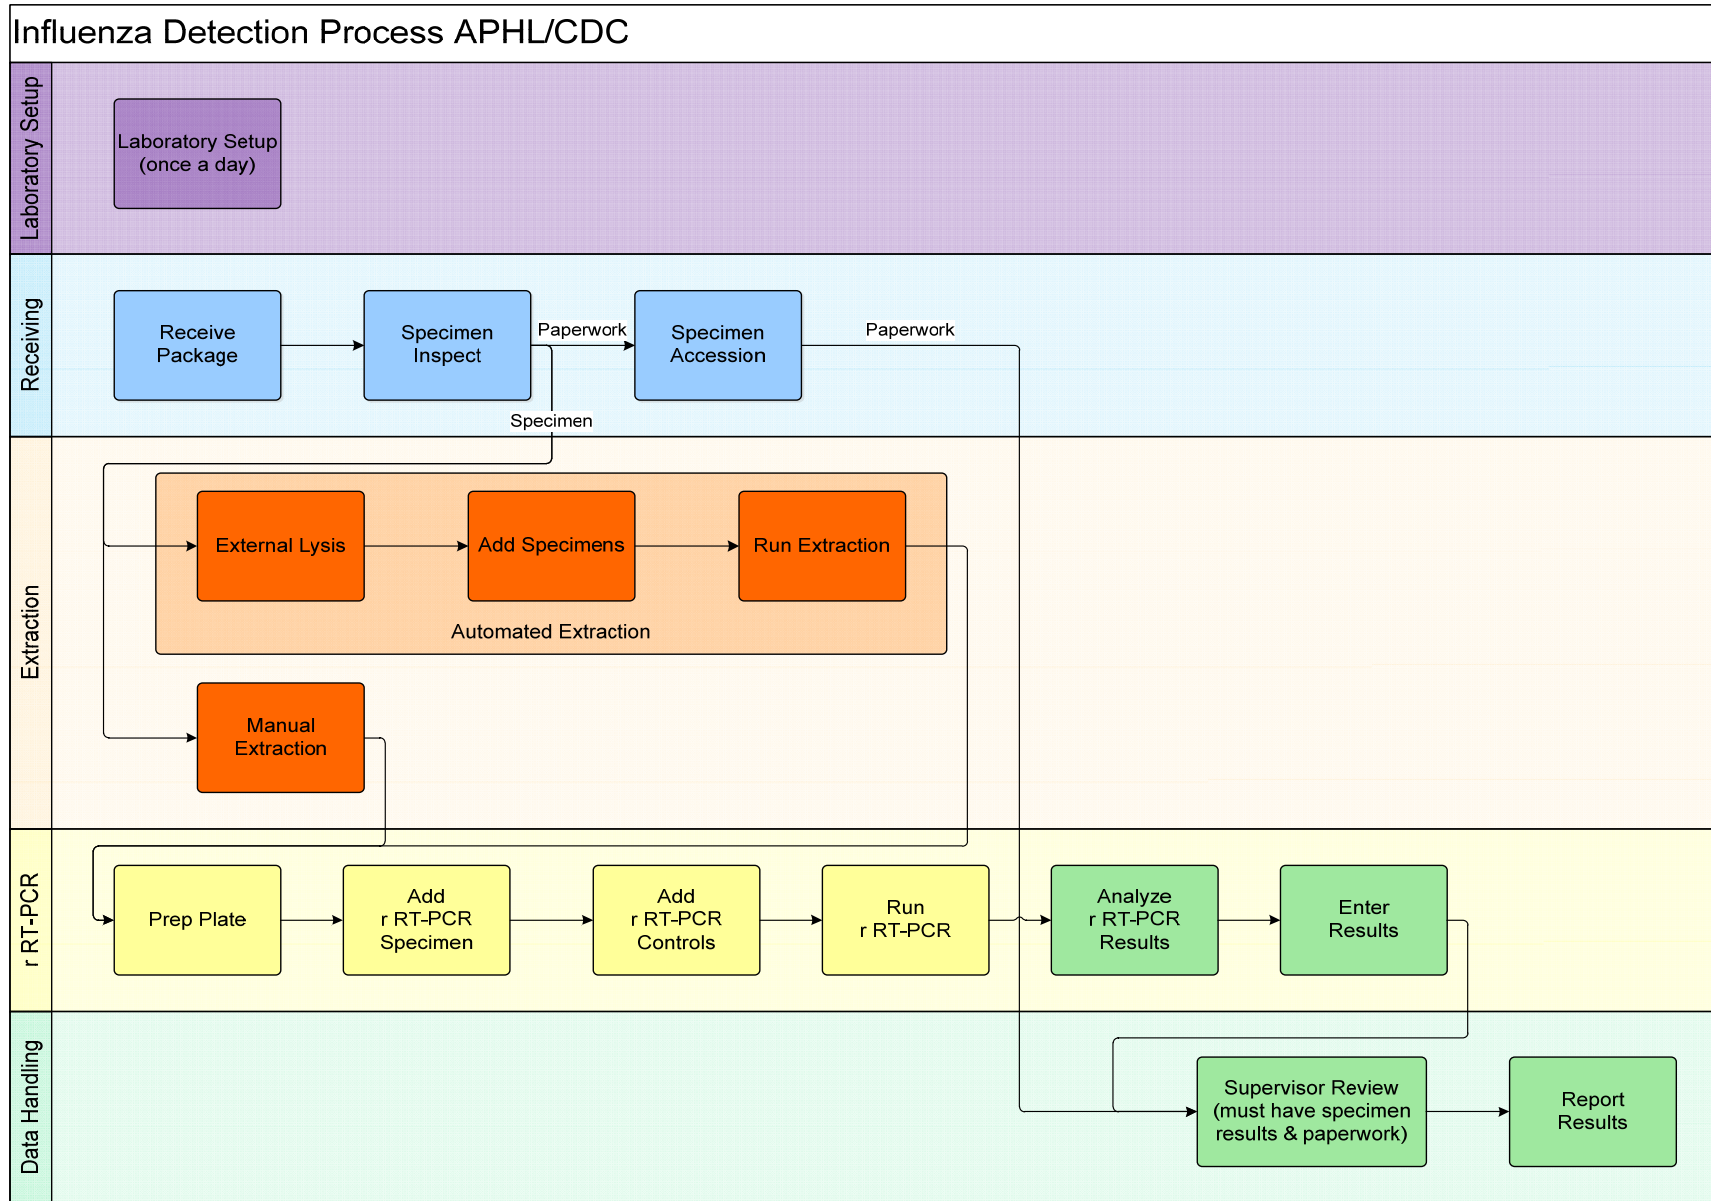 Influenza Detection Process APHL/CDC
Laboratory Setup
Laboratory Setup
(once a day)
Receiving
Receive
Package
Specimen
Inspect
Paperwork
Specimen
Accession
Paperwork
Specimen
Extraction
External Lysis
Add Specimens
Run Extraction
Automated Extraction
Manual
Extraction
r RT-PCR
Prep Plate
Add
r RT-PCR
Specimen
Add
r RT-PCR
Controls
Run
r RT-PCR
Analyze
r RT-PCR
Results
Enter
Results
Data Handling
Supervisor Review
(must have specimen
results & paperwork)
Report
Results